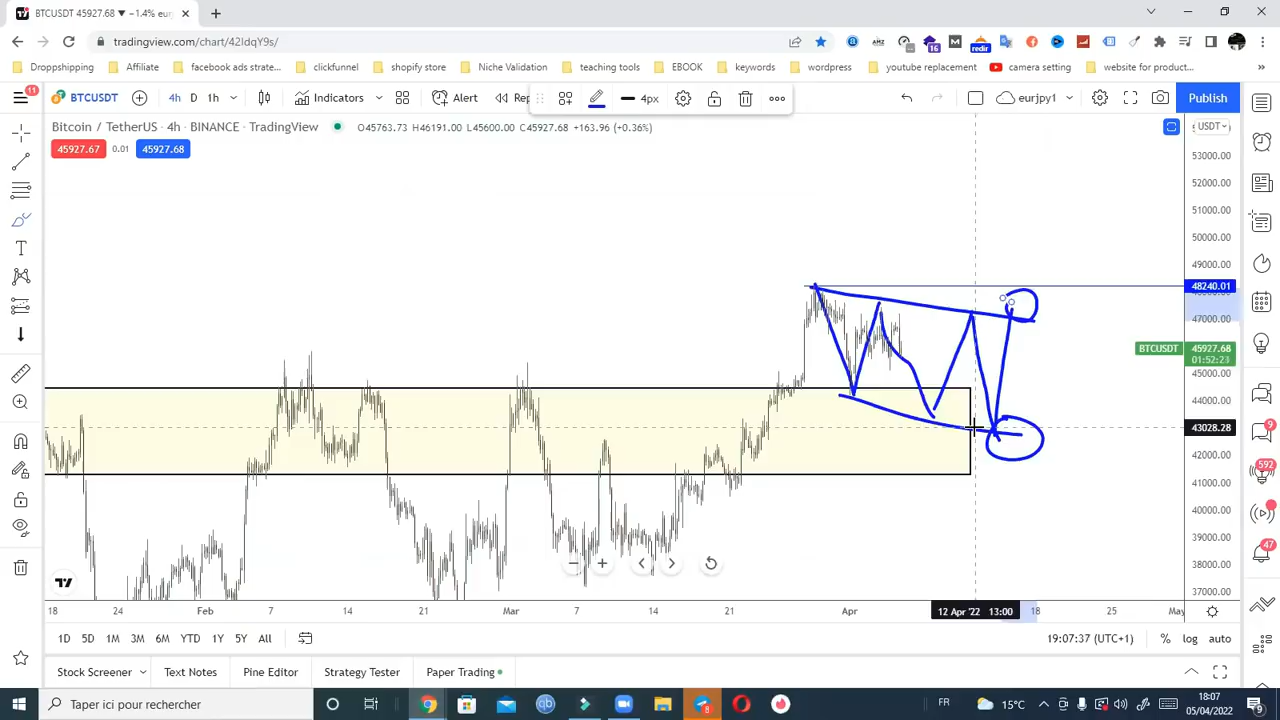 BTCUSDT 45927.68 ▼ −1.4% eur
tradingview.com/chart/42IdqY9s/
Droppshipping Affiliate facebook ads strate... clickfunnel shopify store Niche Validation teaching tools EBOOK keywords wordpress youtube replacement camera setting website for product... »
11 BTCUSDT 4h D 1h Indicators Alert 4px eurjpy1 Publish
Bitcoin / TetherUS · 4h · BINANCE · TradingView O45763.73 H46191.00 L45600.00 C45927.68 +163.96 (+0.36%)
USDT
45927.67 0.01 45927.68
53000.00
52000.00
51000.00
50000.00
49000.00
48240.01
47000.00
BTCUSDT 45927.68
01:52:23
45000.00
44000.00
43028.28
42000.00
41000.00
40000.00
39000.00
38000.00
37000.00
18 24 Feb 7 14 21 Mar 7 14 21 Apr 12 Apr '22 13:00 18 25 May
1D 5D 1M 3M 6M YTD 1Y 5Y All 19:07:37 (UTC+1) % log auto
Stock Screener Text Notes Pine Editor Strategy Tester Paper Trading
16
redir
9
592
47
Taper ici pour rechercher 8 FR 15°C 18:07
05/04/2022 9